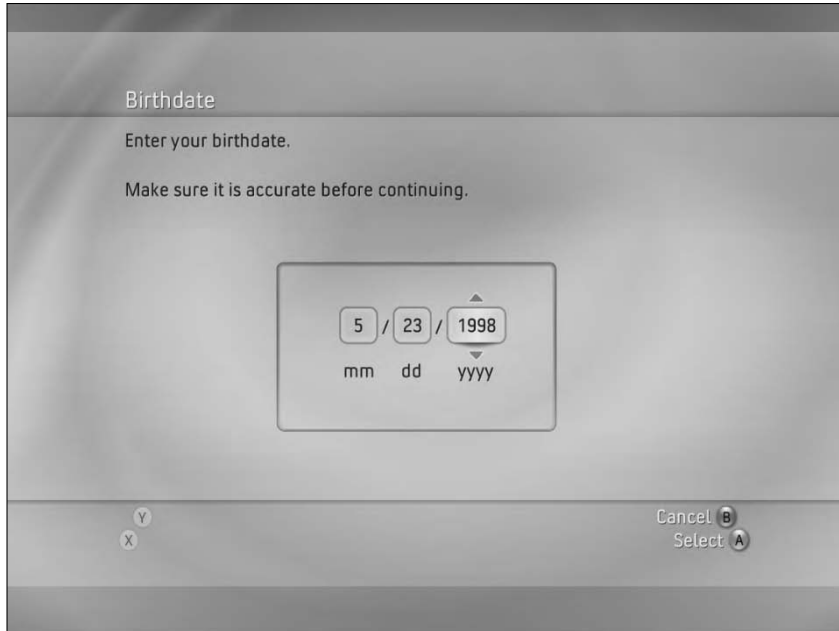 Birthdate
Enter your birthdate.
Make sure it is accurate before continuing.
5 / 23 / 1998
mm dd yyyy
Y
Cancel B
X
Select A